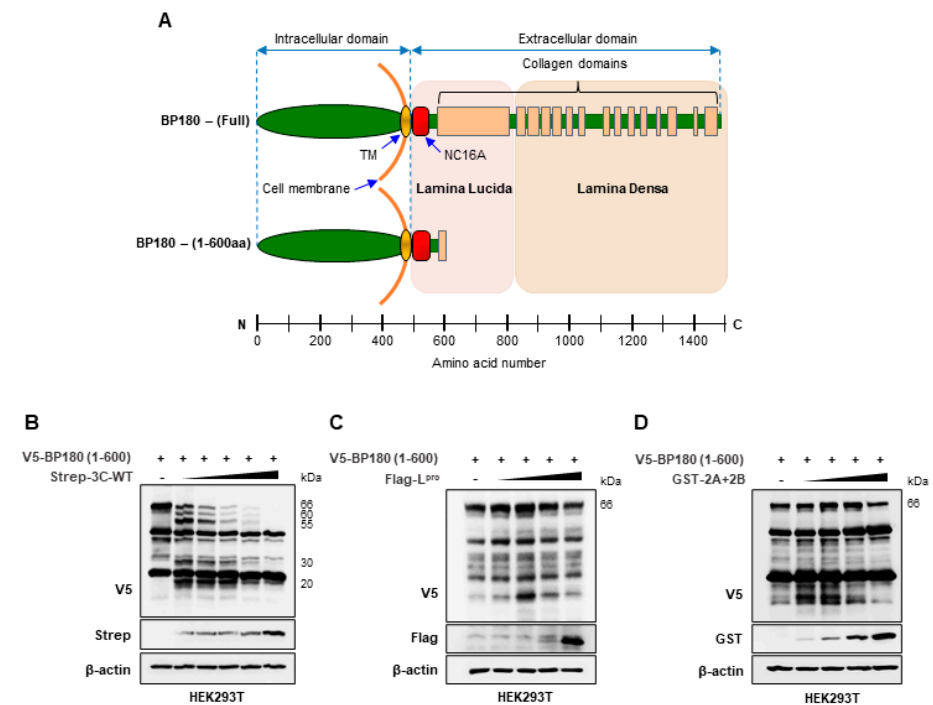 A
Intracellular domain
Extracellular domain
Collagen domains
BP180 – (Full)
TM
NC16A
Cell membrane
Lamina Lucida
Lamina Densa
BP180 – (1-600aa)
N
C
0 200 400 600 800 1000 1200 1400
Amino acid number
B
V5-BP180 (1-600) + + + + + +
Strep-3C-WT -
kDa
66
60
55
30
20
V5
Strep
β-actin
HEK293T
C
V5-BP180 (1-600) + + + + +
Flag-Lpro -
kDa
66
V5
Flag
β-actin
HEK293T
D
V5-BP180 (1-600) + + + + +
GST-2A+2B -
kDa
66
V5
GST
β-actin
HEK293T